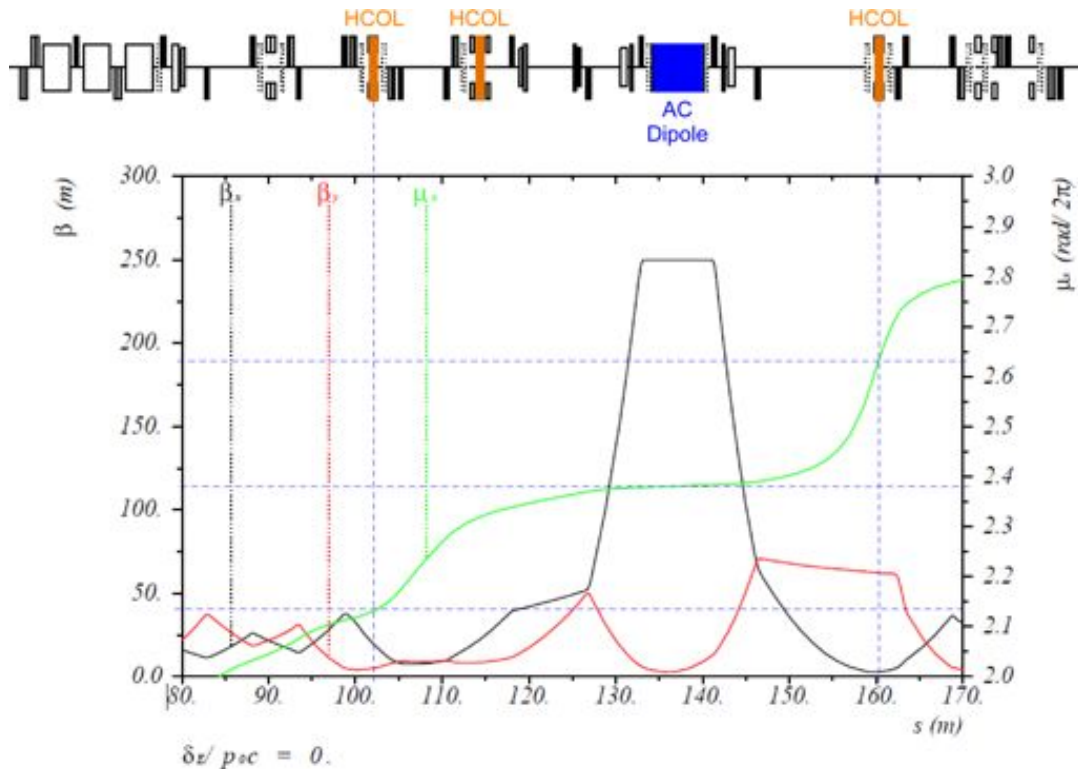 HCOL HCOL HCOL
AC
Dipole
β (m)
300.
250.
200.
150.
100.
50.
0.0
βx βy μx
3.0
2.9
2.8
2.7
2.6
2.5
2.4
2.3
2.2
2.1
2.0
μx (rad/2π)
80. 90. 100. 110. 120. 130. 140. 150. 160. 170.
s (m)
δE/ p0c = 0.